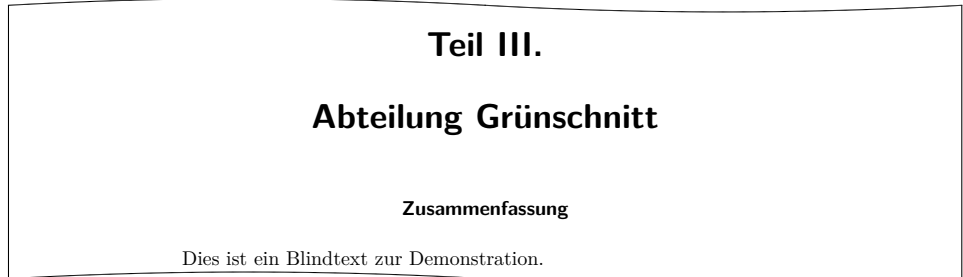 Teil III.
Abteilung Grünschnitt
Zusammenfassung
Dies ist ein Blindtext zur Demonstration.